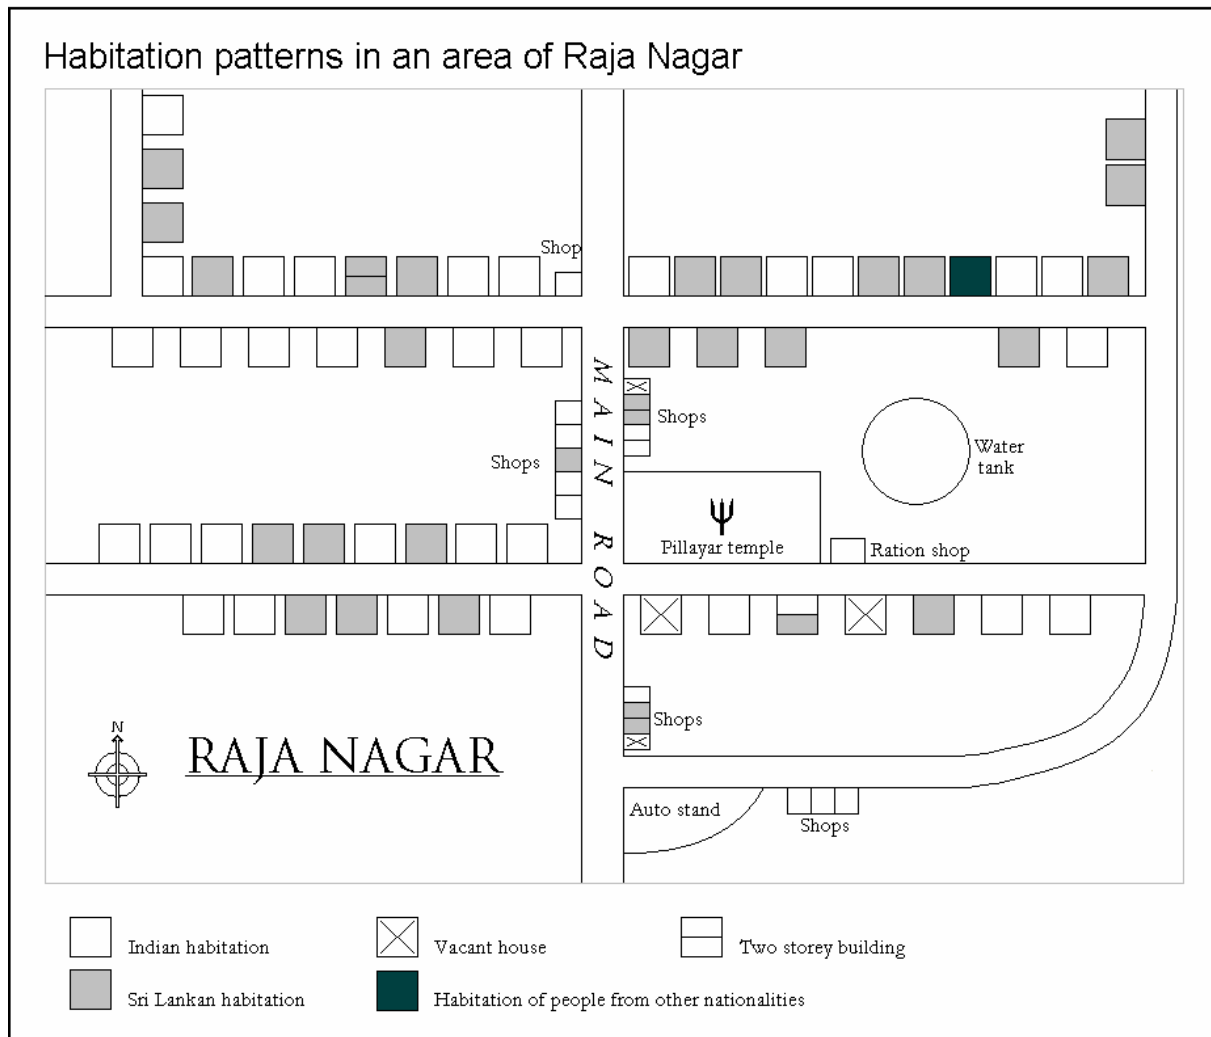 Habitation patterns in an area of Raja Nagar
Shop
MAIN ROAD
Shops
Shops
Water
tank
Pillayar temple
Ration shop
Shops
N
RAJA NAGAR
Auto stand
Shops
Indian habitation
Vacant house
Two storey building
Sri Lankan habitation
Habitation of people from other nationalities